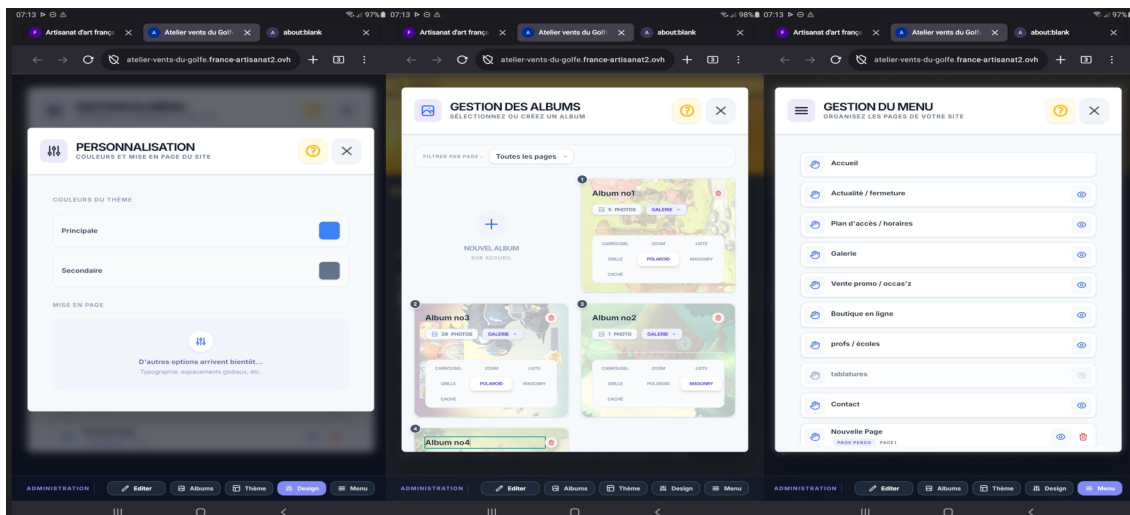 07:13
97%
Artisanat d'art franç
Atelier vents du Golf
about:blank
atelier-vents-du-golfe.france-artisanat2.ovh
3
PERSONNALISATION
COULEURS ET MISE EN PAGE DU SITE
COULEURS DU THÈME
Principale
Secondaire
MISE EN PAGE
D'autres options arrivent bientôt...
Typographie, espacements globaux, etc.
ADMINISTRATION
Editer
Albums
Thème
Design
Menu
07:13
98%
Artisanat d'art franç
Atelier vents du Golf
about:blank
atelier-vents-du-golfe.france-artisanat2.ovh
3
GESTION DES ALBUMS
SÉLECTIONNEZ OU CRÉEZ UN ALBUM
FILTRER PAR PAGE : Toutes les pages
NOUVEL ALBUM
SUR ACCUEIL
1
Album no1
5 PHOTOS GALERIE
CARROUSEL ZOOM LISTE
GRILLE POLAROID MASONRY
CACHÉ
2
Album no3
20 PHOTOS GALERIE
CARROUSEL ZOOM LISTE
GRILLE POLAROID MASONRY
CACHÉ
3
Album no2
1 PHOTO GALERIE
CARROUSEL ZOOM LISTE
GRILLE POLAROID MASONRY
CACHÉ
4
Album no4
ADMINISTRATION
Editer
Albums
Thème
Design
Menu
07:13
97%
Artisanat d'art franç
Atelier vents du Golf
about:blank
atelier-vents-du-golfe.france-artisanat2.ovh
3
GESTION DU MENU
ORGANISEZ LES PAGES DE VOTRE SITE
Accueil
Actualité / fermeture
Plan d'accès / horaires
Galerie
Vente promo / occas'z
Boutique en ligne
profs / écoles
tablatures
Contact
Nouvelle Page
PAGE PERSO PAGE1
ADMINISTRATION
Editer
Albums
Thème
Design
Menu